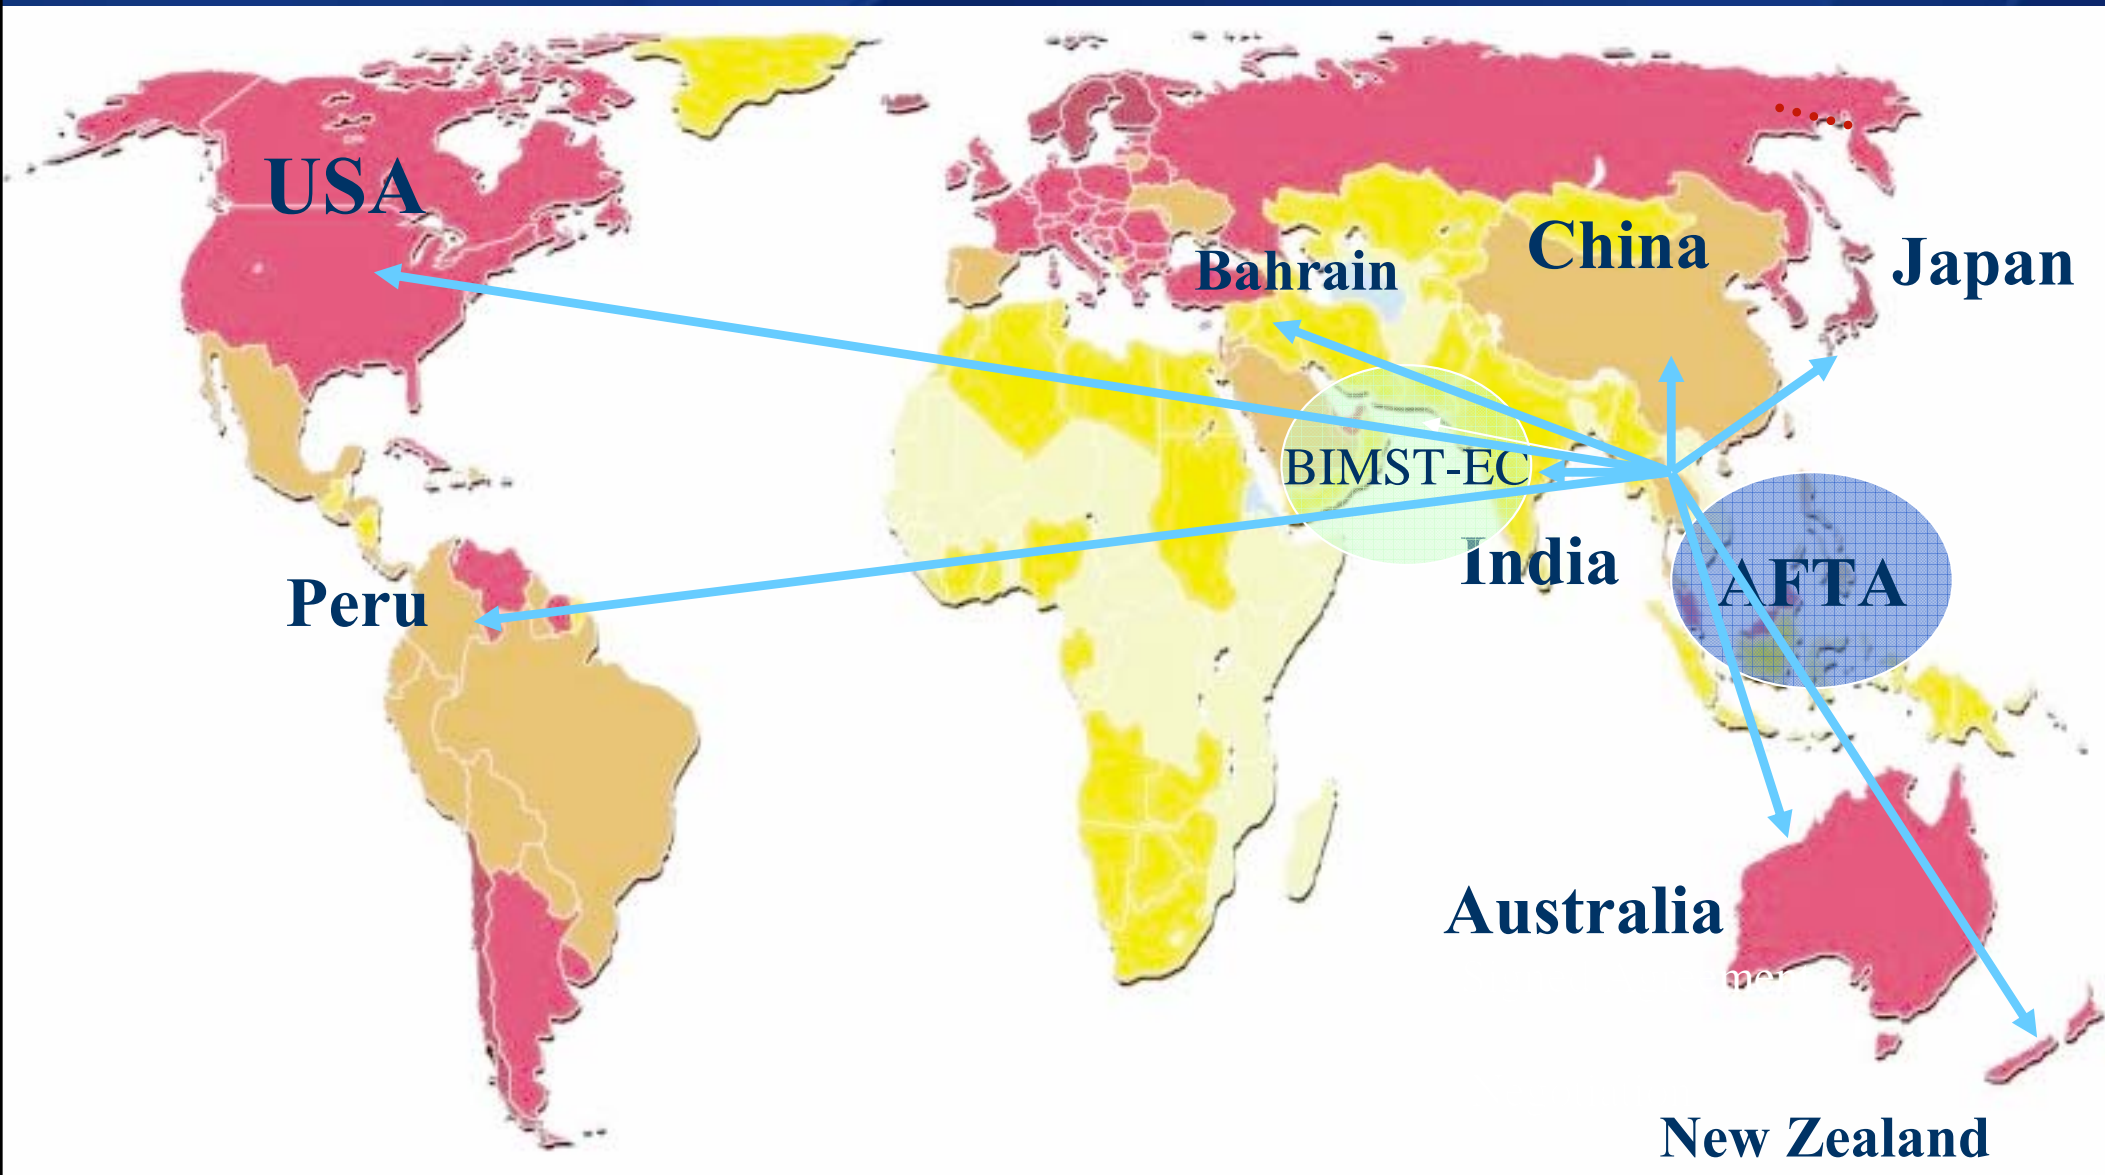 USA
China
Japan
Bahrain
BIMST-EC
India
AFTA
Peru
Australia
New Zealand